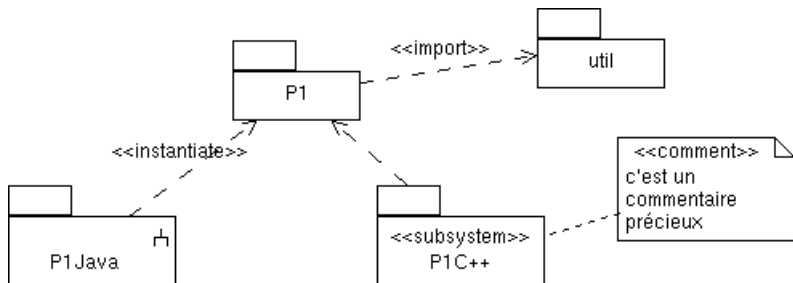 <<import>>
util
P1
<<instantiate>>
<<comment>>
c'est un
commentaire
précieux
<<subsystem>>
P1C++
P1Java